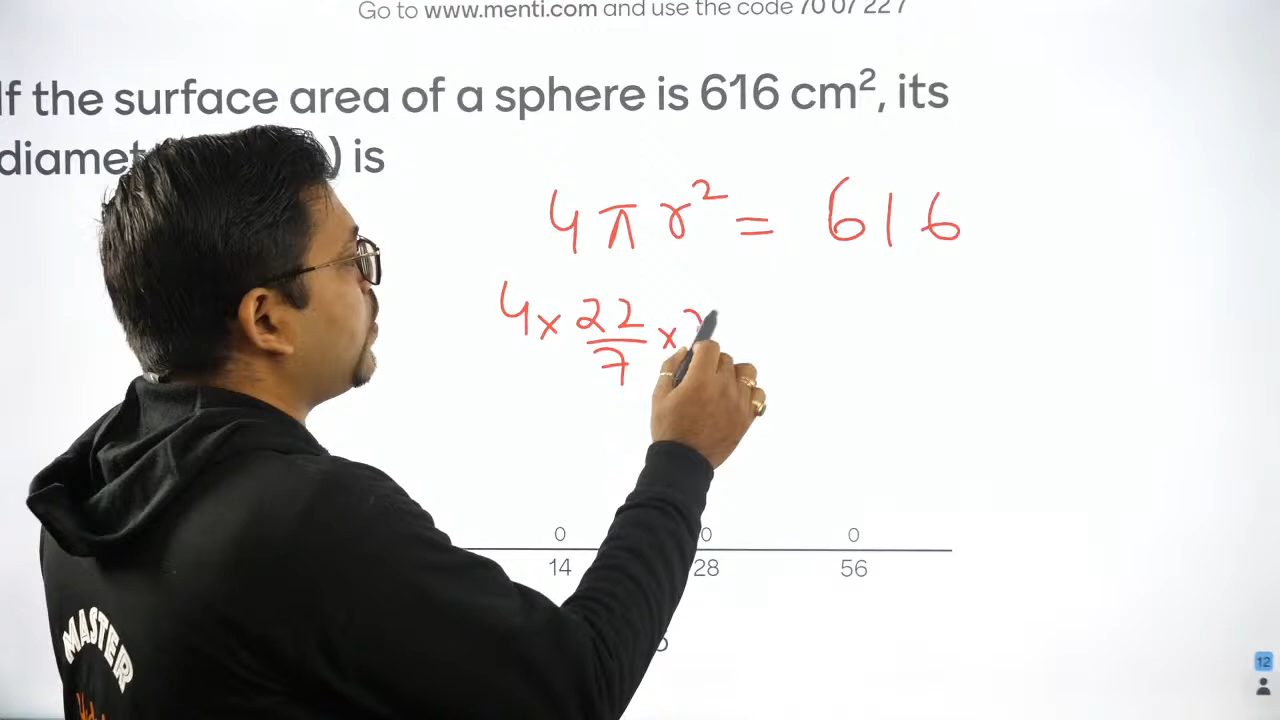 Go to www.menti.com and use the code 70 07 22 7
If the surface area of a sphere is 616 cm², its
) is
4πr² = 616
4 × 22/7 ×
0 0 0
14 28 56
MASTER
12